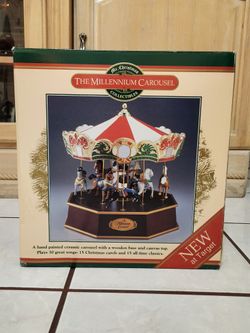 Mr. Christmas
COLLECTIBLES
THE MILLENNIUM CAROUSEL
A hand painted ceramic carousel with a wooden base and canvas top.
Plays 30 great songs: 15 Christmas carols and 15 all-time classics.
NEW
at Target